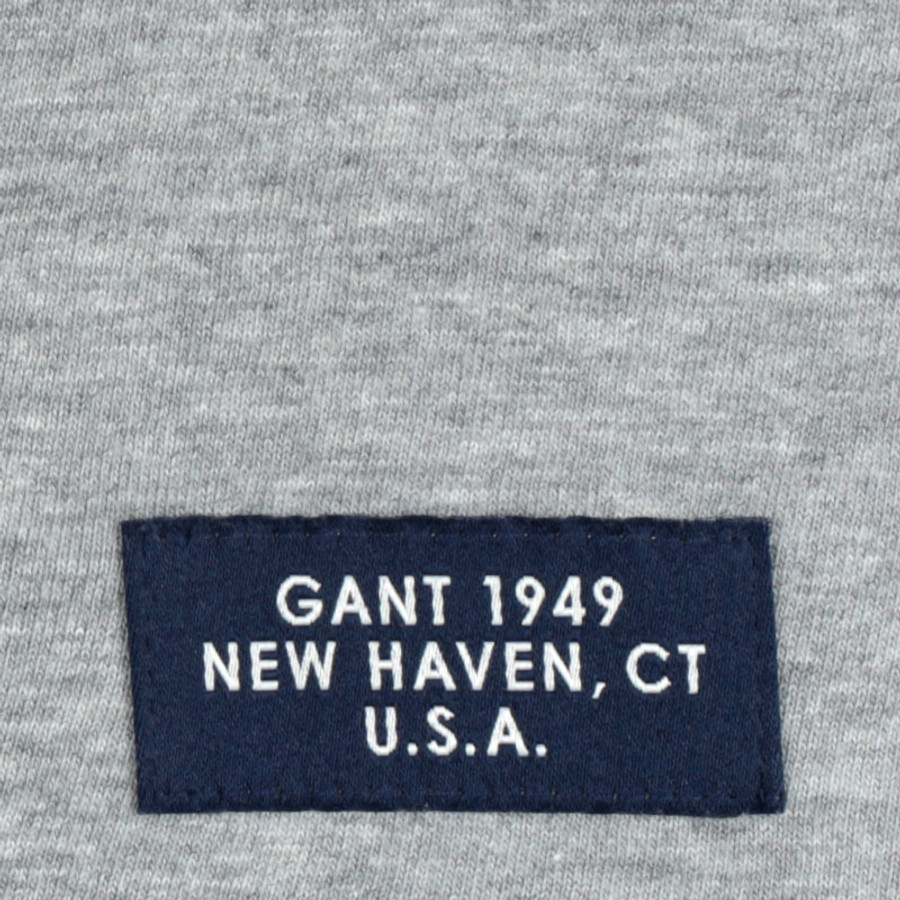 GANT 1949
NEW HAVEN, CT
U.S.A.